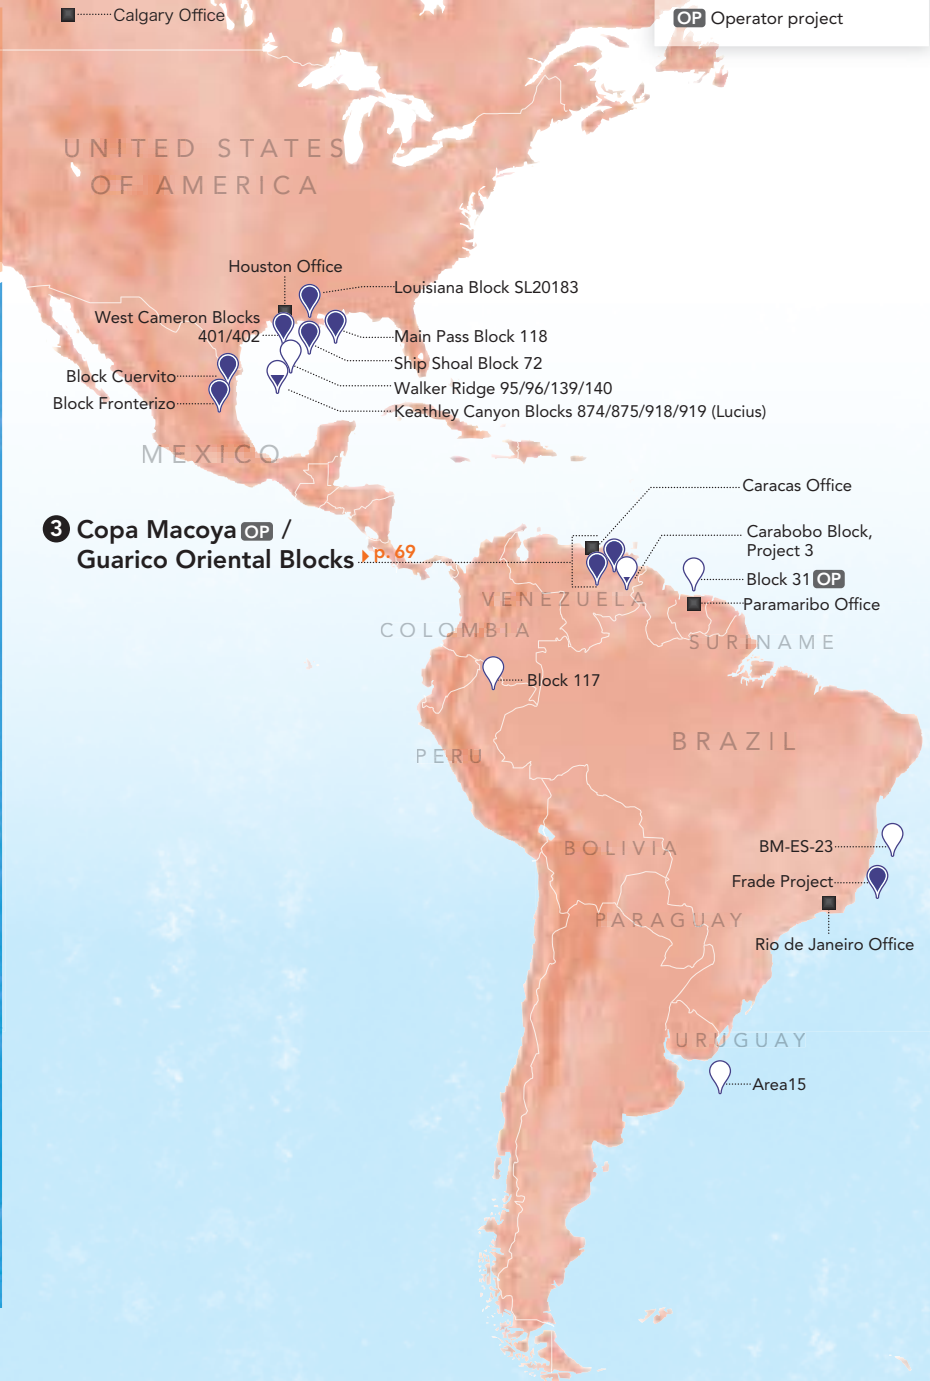 Calgary Office
OP Operator project
UNITED STATES
OF AMERICA
Houston Office
Louisiana Block SL20183
West Cameron Blocks
401/402
Main Pass Block 118
Ship Shoal Block 72
Block Cuervito
Walker Ridge 95/96/139/140
Block Fronterizo
Keathley Canyon Blocks 874/875/918/919 (Lucius)
MEXICO
Caracas Office
3 Copa Macoya OP /
Guarico Oriental Blocks p. 69
Carabobo Block,
Project 3
Block 31 OP
VENEZUELA
Paramaribo Office
COLOMBIA
SURINAME
Block 117
BRAZIL
PERU
BOLIVIA
BM-ES-23
Frade Project
PARAGUAY
Rio de Janeiro Office
URUGUAY
Area15